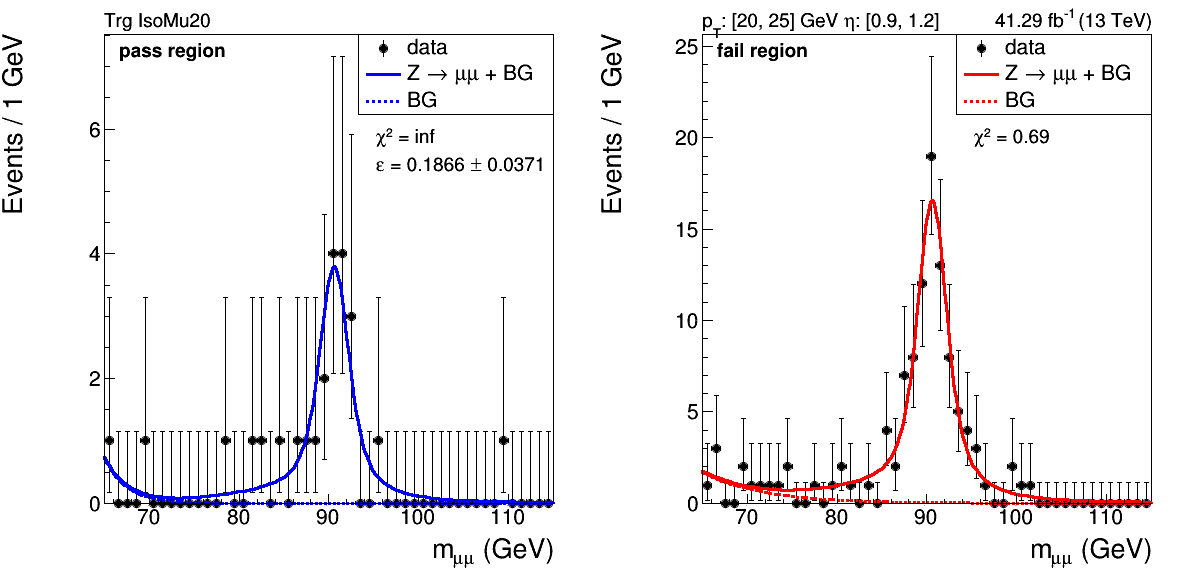 Trg IsoMu20
pass region
data
Z → μμ + BG
BG
χ² = inf
ε = 0.1866 ± 0.0371
Events / 1 GeV
6
4
2
0
70 80 90 100 110
mμμ (GeV)
pT: [20, 25] GeV η: [0.9, 1.2] 41.29 fb⁻¹ (13 TeV)
fail region
data
Z → μμ + BG
BG
χ² = 0.69
Events / 1 GeV
25
20
15
10
5
0
70 80 90 100 110
mμμ (GeV)